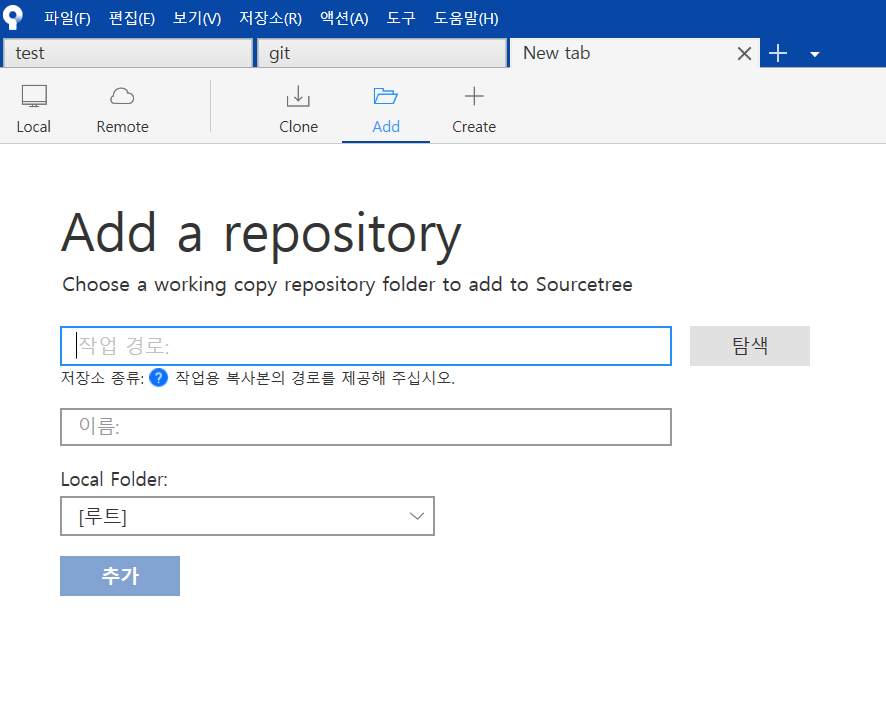 파일(F) 편집(E) 보기(V) 저장소(R) 액션(A) 도구 도움말(H)
test git New tab
Local Remote Clone Add Create
Add a repository
Choose a working copy repository folder to add to Sourcetree
작업 경로: 탐색
저장소 종류: ? 작업용 복사본의 경로를 제공해 주십시오.
이름:
Local Folder:
[루트]
추가